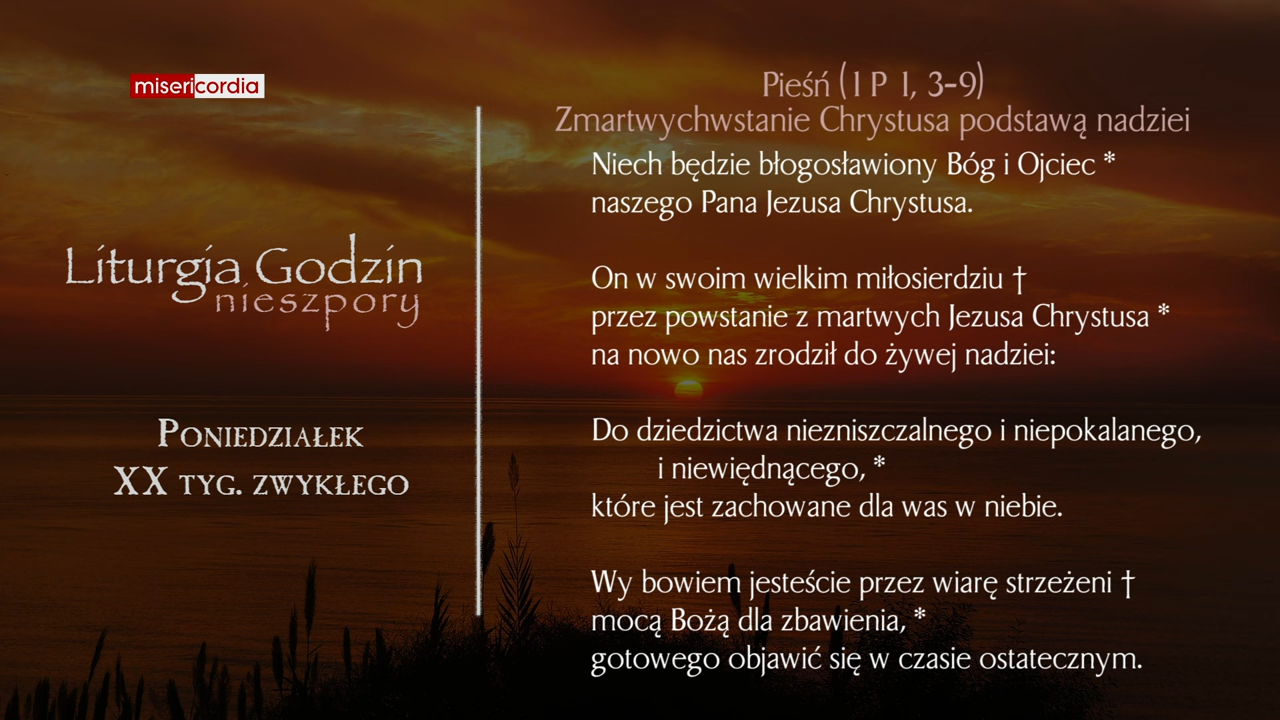 misericordia
Liturgia Godzin
nieszpory
Poniedziałek
XX tyg. zwykłego
Pieśń (1 P 1, 3-9)
Zmartwychwstanie Chrystusa podstawą nadziei
Niech będzie błogosławiony Bóg i Ojciec *
naszego Pana Jezusa Chrystusa.
On w swoim wielkim miłosierdziu †
przez powstanie z martwych Jezusa Chrystusa *
na nowo nas zrodził do żywej nadziei:
Do dziedzictwa niezniszczalnego i niepokalanego,
i niewiędnącego, *
które jest zachowane dla was w niebie.
Wy bowiem jesteście przez wiarę strzeżeni †
mocą Bożą dla zbawienia, *
gotowego objawić się w czasie ostatecznym.